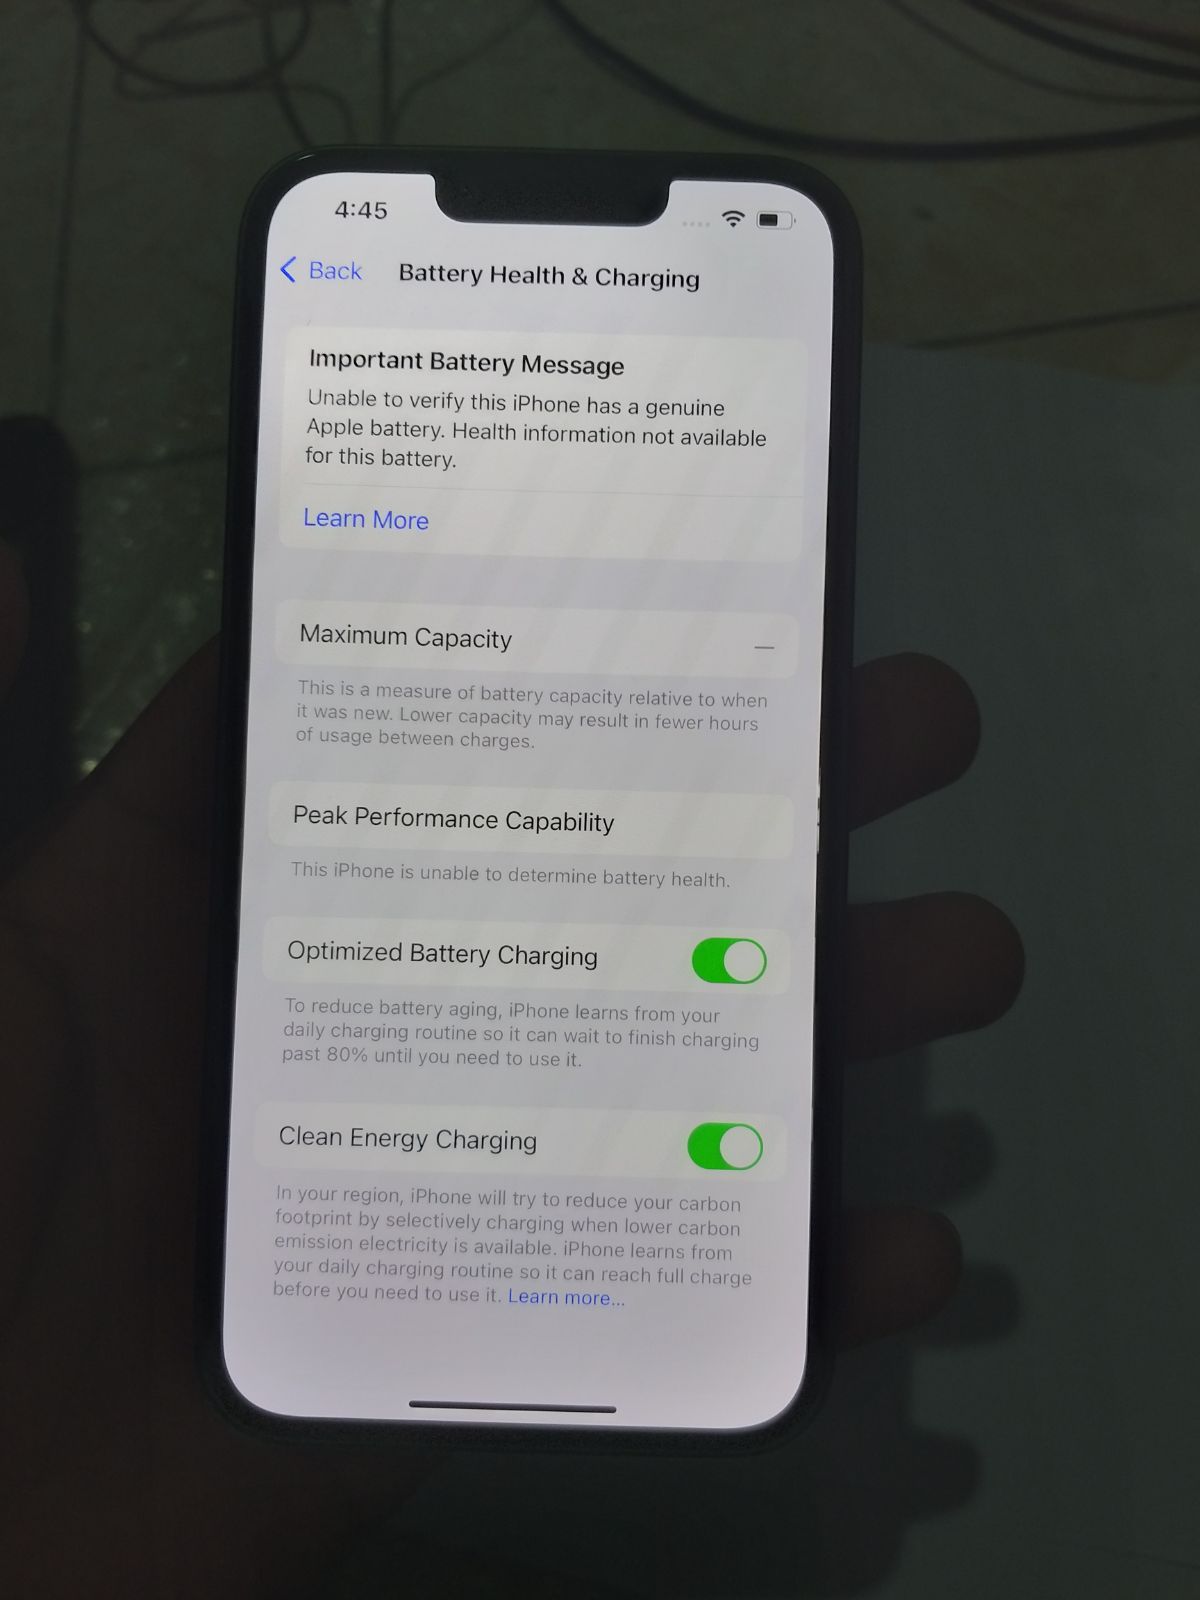 4:45
Back
Battery Health & Charging
Important Battery Message
Unable to verify this iPhone has a genuine
Apple battery. Health information not available
for this battery.
Learn More
Maximum Capacity —
This is a measure of battery capacity relative to when
it was new. Lower capacity may result in fewer hours
of usage between charges.
Peak Performance Capability
This iPhone is unable to determine battery health.
Optimized Battery Charging
To reduce battery aging, iPhone learns from your
daily charging routine so it can wait to finish charging
past 80% until you need to use it.
Clean Energy Charging
In your region, iPhone will try to reduce your carbon
footprint by selectively charging when lower carbon
emission electricity is available. iPhone learns from
your daily charging routine so it can reach full charge
before you need to use it. Learn more...